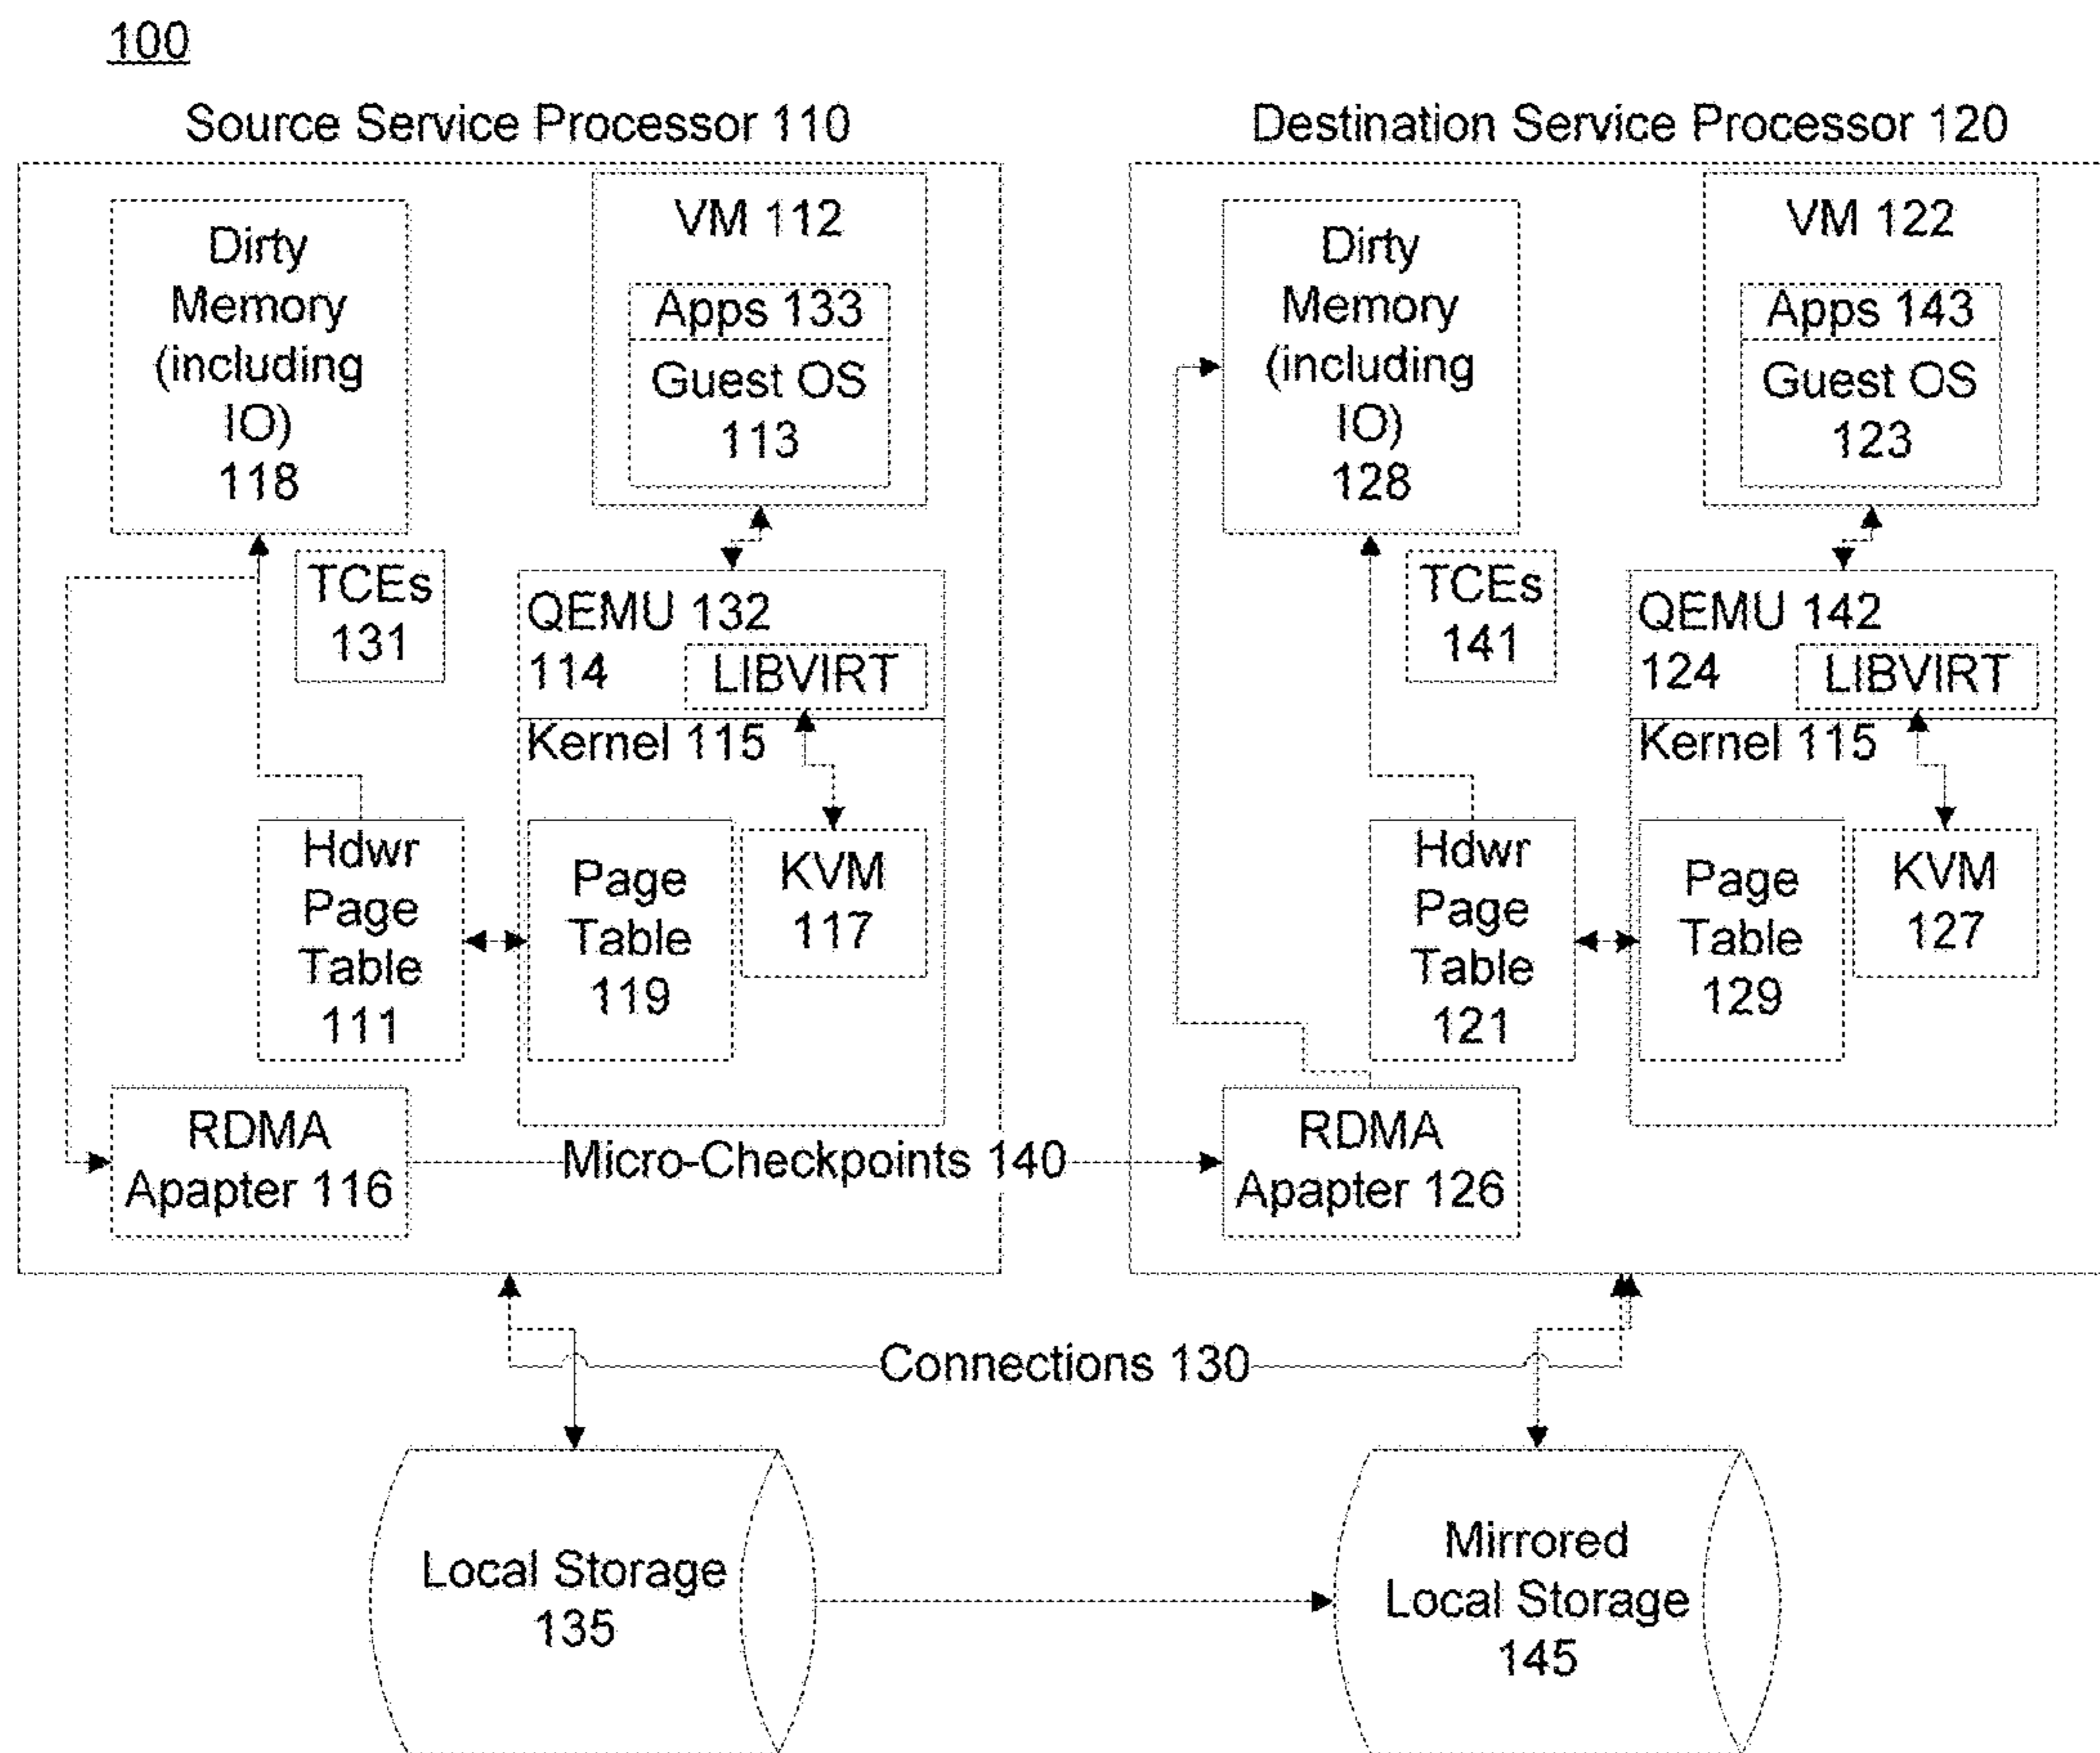 100
Source Service Processor 110
Dirty
Memory
(including
IO)
118
VM 112
Apps 133
Guest OS
113
TCEs
131
QEMU 132
114
LIBVIRT
Kernel 115
Hdwr
Page
Table
111
Page
Table
119
KVM
117
RDMA
Apapter 116
Micro-Checkpoints 140
Destination Service Processor 120
Dirty
Memory
(including
IO)
128
VM 122
Apps 143
Guest OS
123
TCEs
141
QEMU 142
124
LIBVIRT
Kernel 115
Hdwr
Page
Table
121
Page
Table
129
KVM
127
RDMA
Apapter 126
Connections 130
Local Storage
135
Mirrored
Local Storage
145